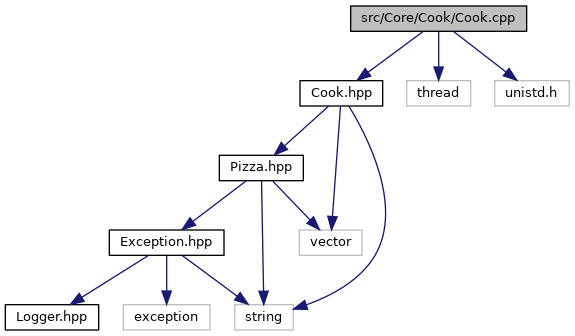 src/Core/Cook/Cook.cpp
Cook.hpp
thread
unistd.h
Pizza.hpp
Exception.hpp
vector
Logger.hpp
exception
string